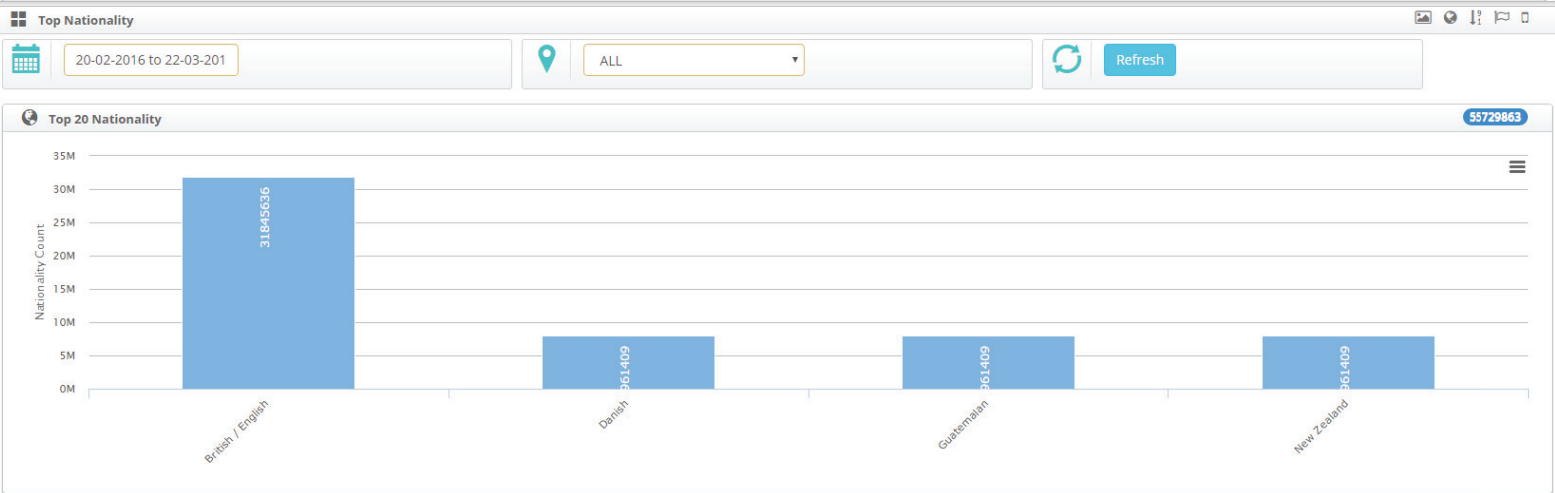 Top Nationality
20-02-2016 to 22-03-201
ALL
Refresh
Top 20 Nationality
55729863
35M
30M
25M
20M
15M
10M
5M
0M
Nationality Count
31845636
961409
961409
961409
British / English
Danish
Guatemalan
New Zealand